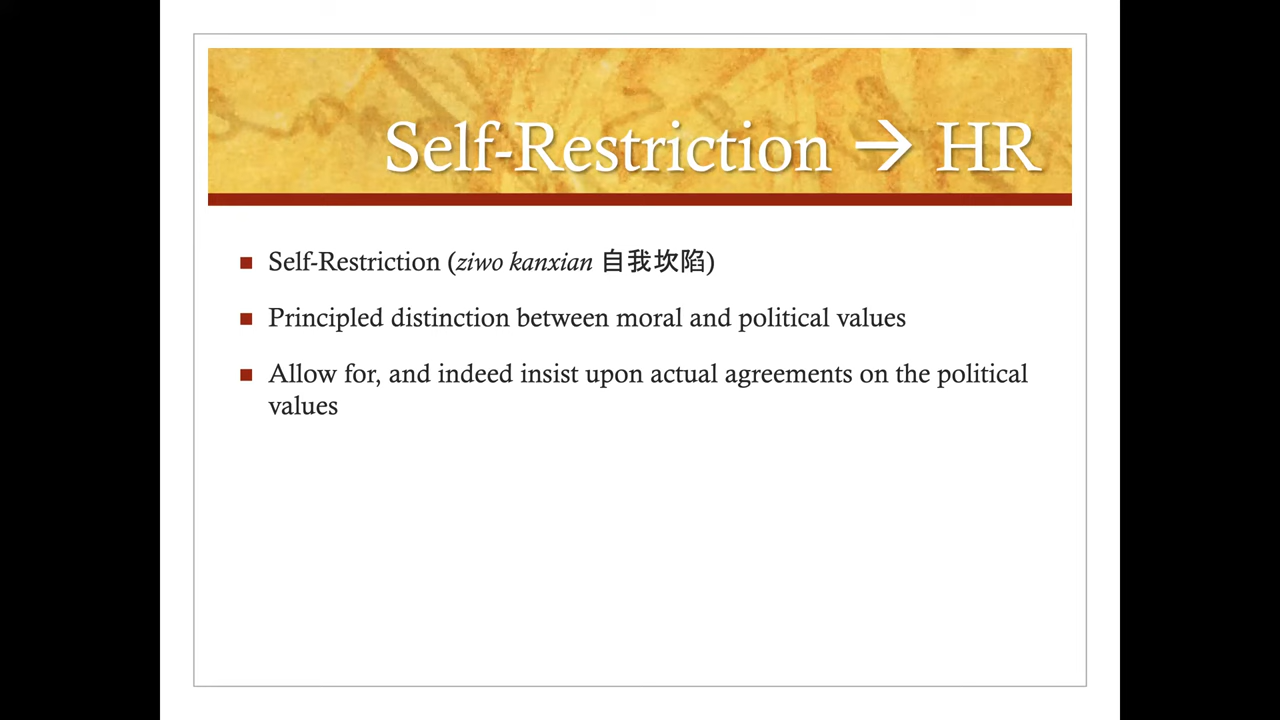 Self-Restriction → HR
■ Self-Restriction (ziwo kanxian 自我坎陷)
■ Principled distinction between moral and political values
■ Allow for, and indeed insist upon actual agreements on the political
values